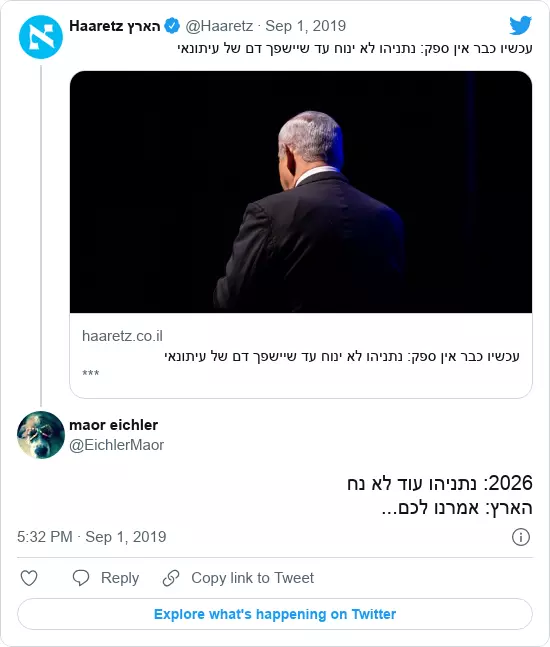 Haaretz הארץ @Haaretz · Sep 1, 2019
עכשיו כבר אין ספק: נתניהו לא ינוח עד שיישפך דם של עיתונאי
haaretz.co.il
עכשיו כבר אין ספק: נתניהו לא ינוח עד שיישפך דם של עיתונאי
***
maor eichler
@EichlerMaor
2026: נתניהו עוד לא נח
הארץ: אמרנו לכם...
5:32 PM · Sep 1, 2019
Reply
Copy link to Tweet
Explore what's happening on Twitter